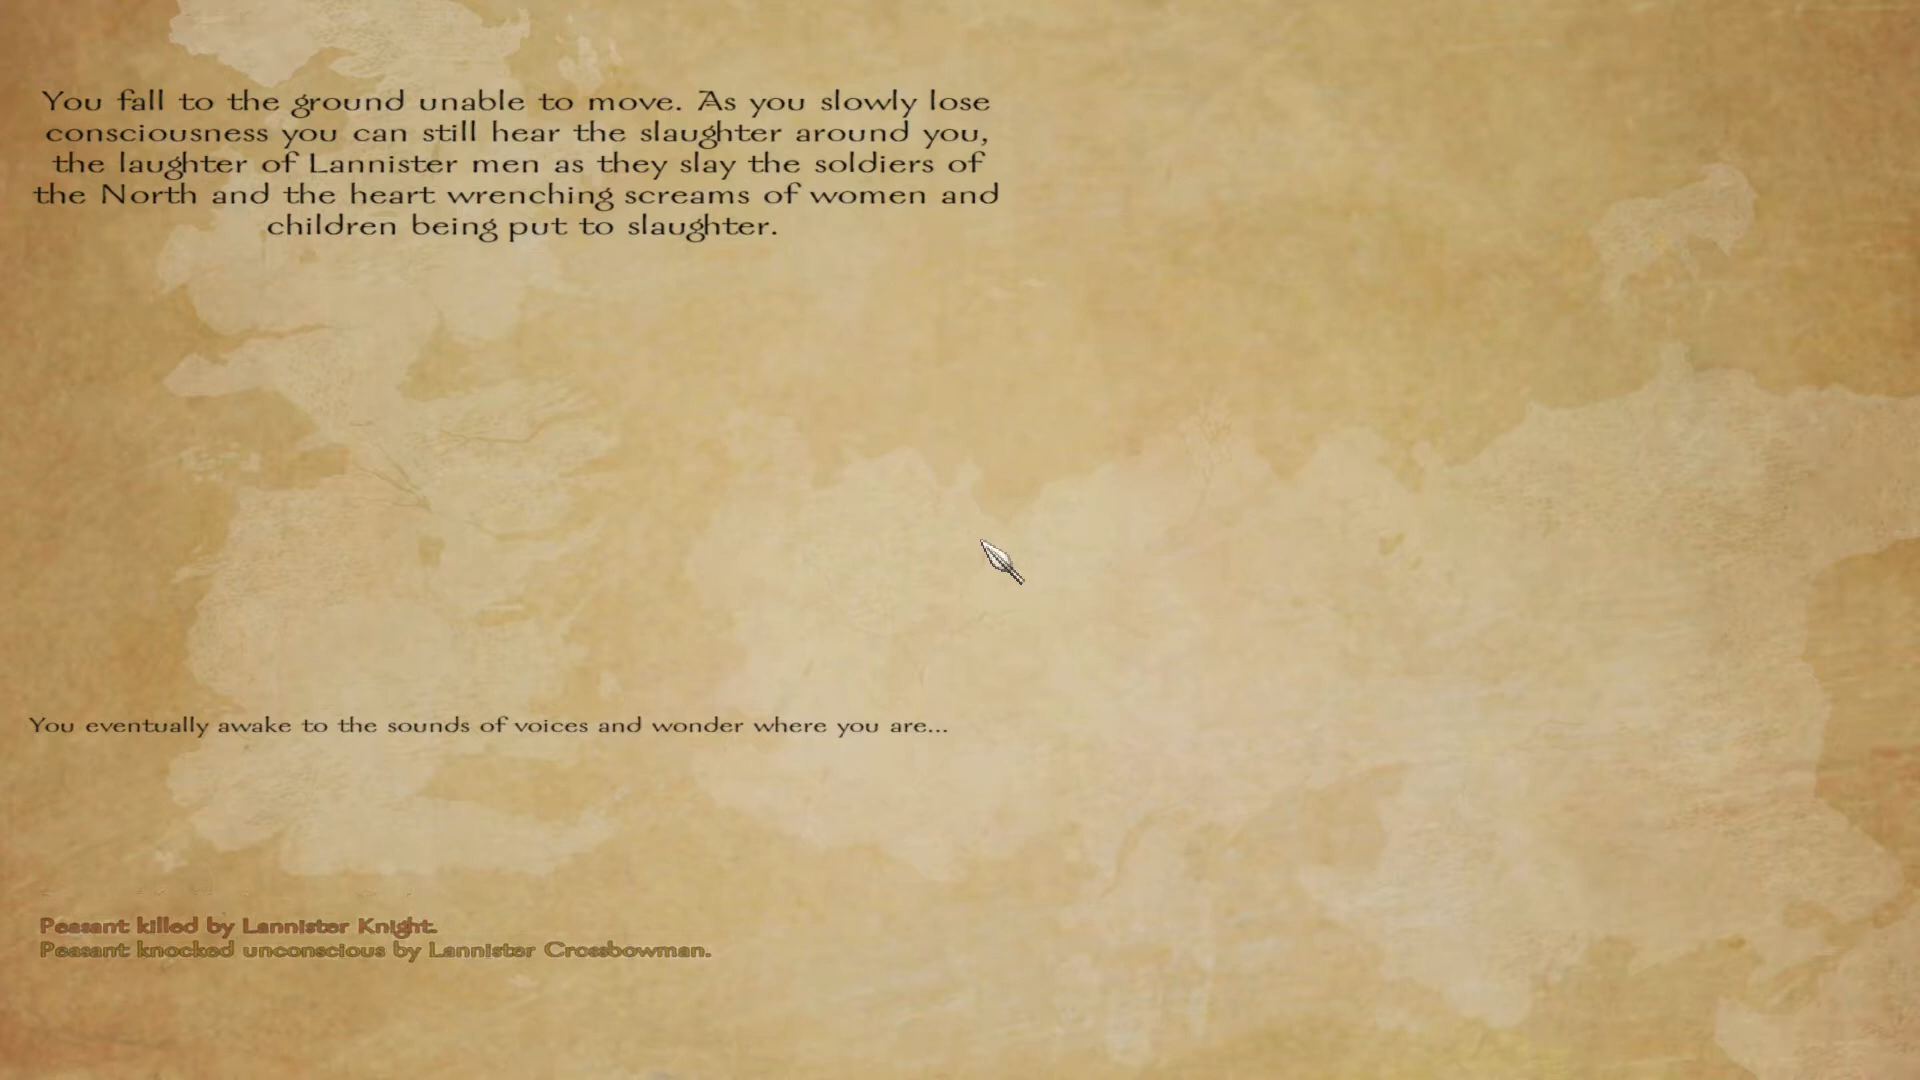 You fall to the ground unable to move. As you slowly lose
consciousness you can still hear the slaughter around you,
the laughter of Lannister men as they slay the soldiers of
the North and the heart wrenching screams of women and
children being put to slaughter.
You eventually awake to the sounds of voices and wonder where you are...
Peasant killed by Lannister Knight.
Peasant knocked unconscious by Lannister Crossbowman.